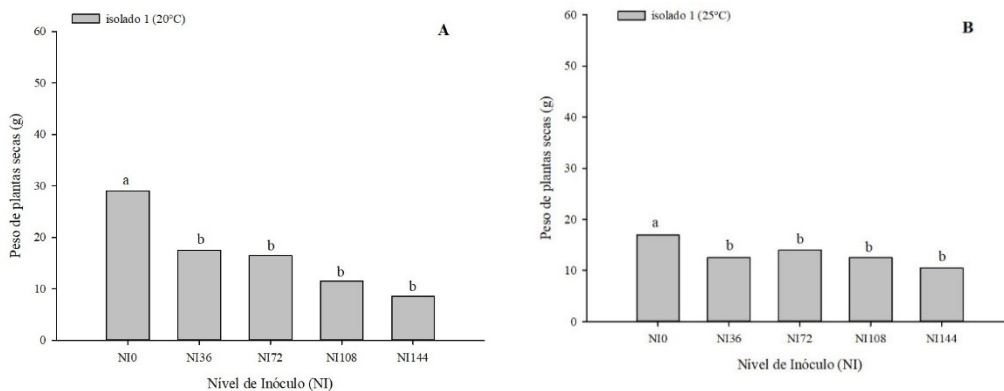 isolado 1 (20°C)
A
60
50
40
30
20
10
0
Peso de plantas secas (g)
a
b
b
b
b
NI0
NI36
NI72
NI108
NI144
Nível de Inóculo (NI)
isolado 1 (25°C)
B
60
50
40
30
20
10
0
Peso de plantas secas (g)
a
b
b
b
b
NI0
NI36
NI72
NI108
NI144
Nível de Inóculo (NI)